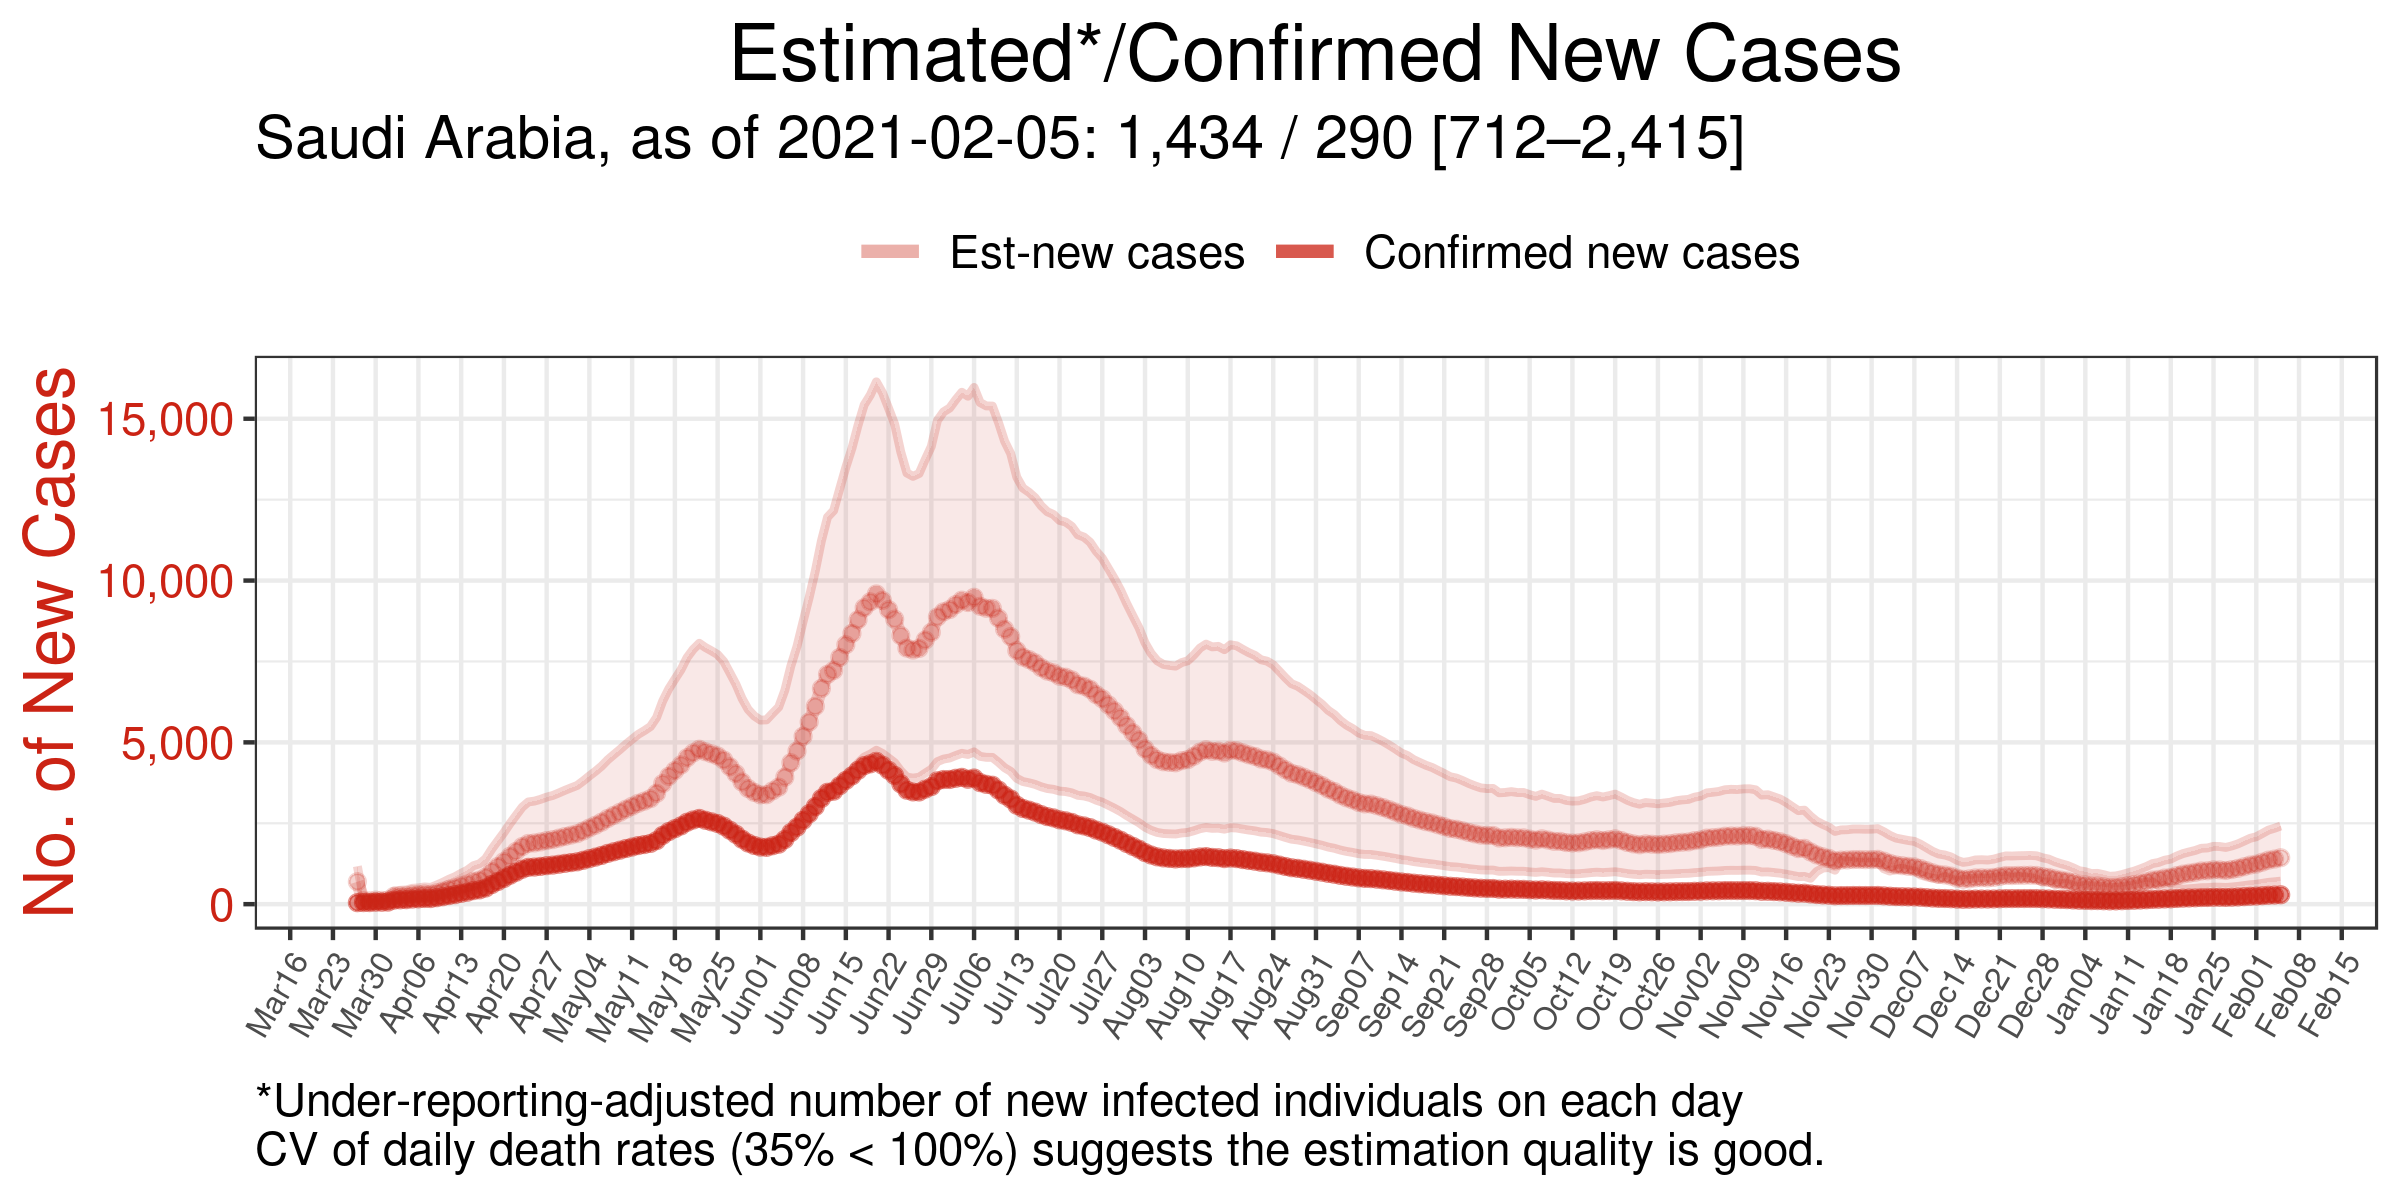 Estimated*/Confirmed New Cases
Saudi Arabia, as of 2021-02-05: 1,434 / 290 [712–2,415]
Est-new cases
Confirmed new cases
No. of New Cases
15,000
10,000
5,000
0
Mar16
Mar23
Mar30
Apr06
Apr13
Apr20
Apr27
May04
May11
May18
May25
Jun01
Jun08
Jun15
Jun22
Jun29
Jul06
Jul13
Jul20
Jul27
Aug03
Aug10
Aug17
Aug24
Aug31
Sep07
Sep14
Sep21
Sep28
Oct05
Oct12
Oct19
Oct26
Nov02
Nov09
Nov16
Nov23
Nov30
Dec07
Dec14
Dec21
Dec28
Jan04
Jan11
Jan18
Jan25
Feb01
Feb08
Feb15
*Under-reporting-adjusted number of new infected individuals on each day
CV of daily death rates (35% < 100%) suggests the estimation quality is good.